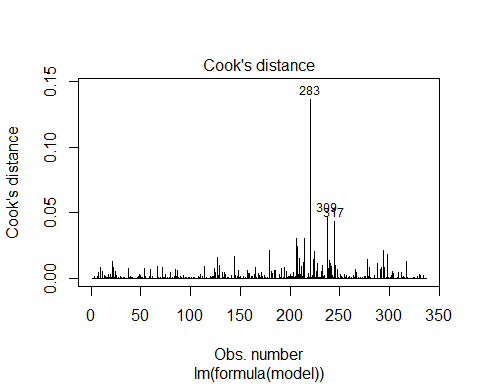 Cook's distance
Cook's distance
0.15
0.10
0.05
0.00
283
309
317
0 50 100 150 200 250 300 350
Obs. number
lm(formula(model))